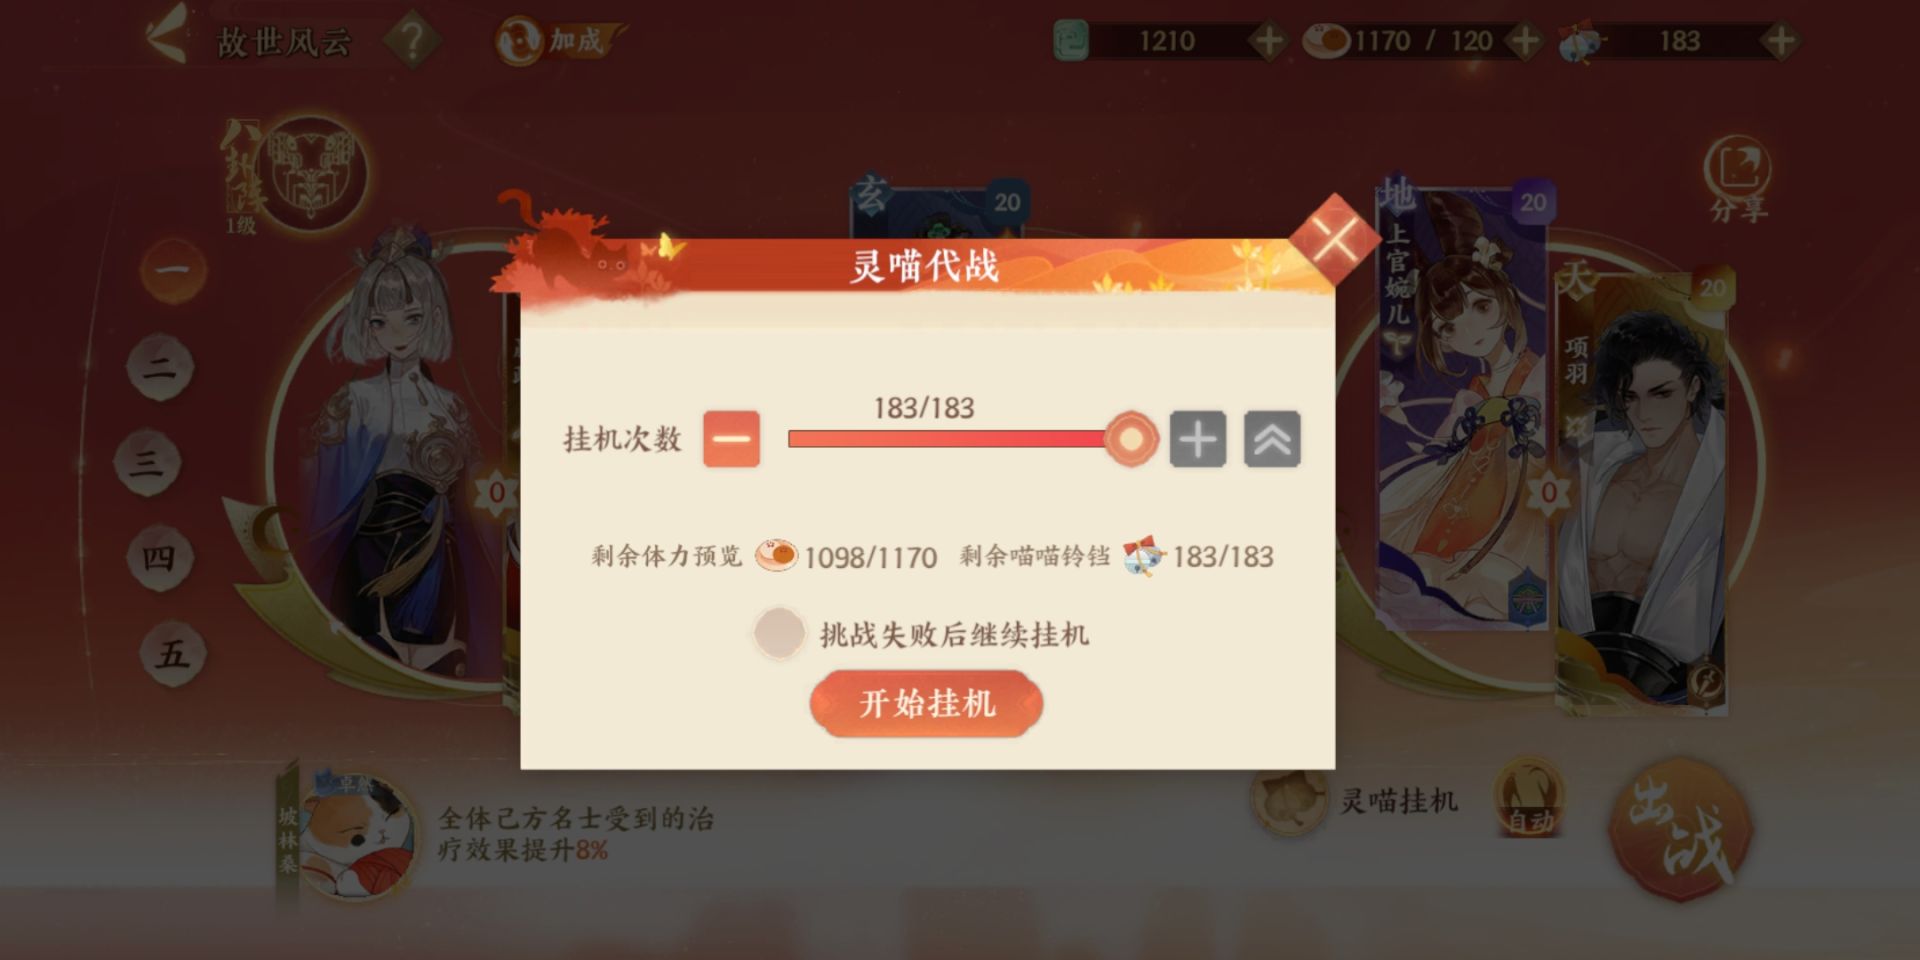 故世风云
?
加成
1210
1170 / 120
183
八卦阵
1级
分享
一
二
三
四
五
玄
20
地
20
上官婉儿
天
20
项羽
0
0
灵喵代战
183/183
挂机次数
剩余体力预览 1098/1170 剩余喵喵铃铛 183/183
挑战失败后继续挂机
开始挂机
卓然
坡林桑
全体己方名士受到的治
疗效果提升8%
灵喵挂机
自动
出战